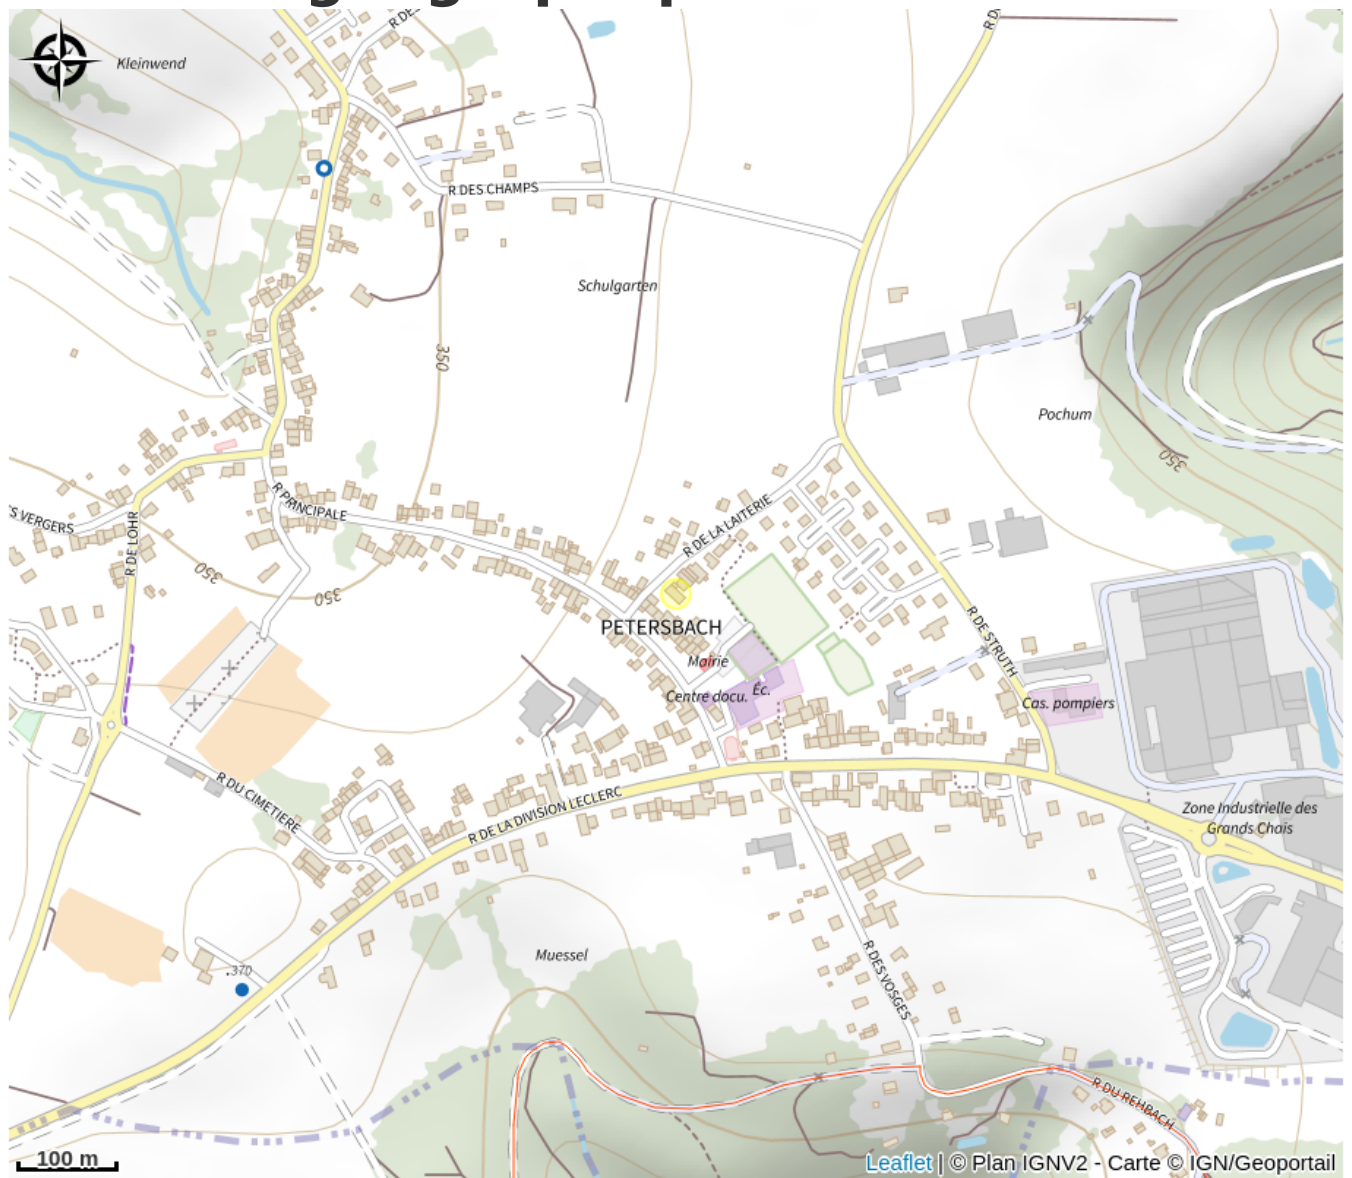 R DES
R D
Kleinwend
R DES CHAMPS
Schulgarten
350
Pochum
350
R PRINCIPALE
S VERGERS
R DE LOHR
R DE LA LAITERIE
350
350
PETERSBACH
R DE STRUTH
Mairie
Centre docu.
Éc.
Cas. pompiers
R DU CIMETIERE
R DE LA DIVISION LECLERC
Zone Industrielle des
Grands Chais
Muessel
.370
R DES VOSGES
R DU REHBACH
100 m
Leaflet | © Plan IGNV2 - Carte © IGN/Geoportail